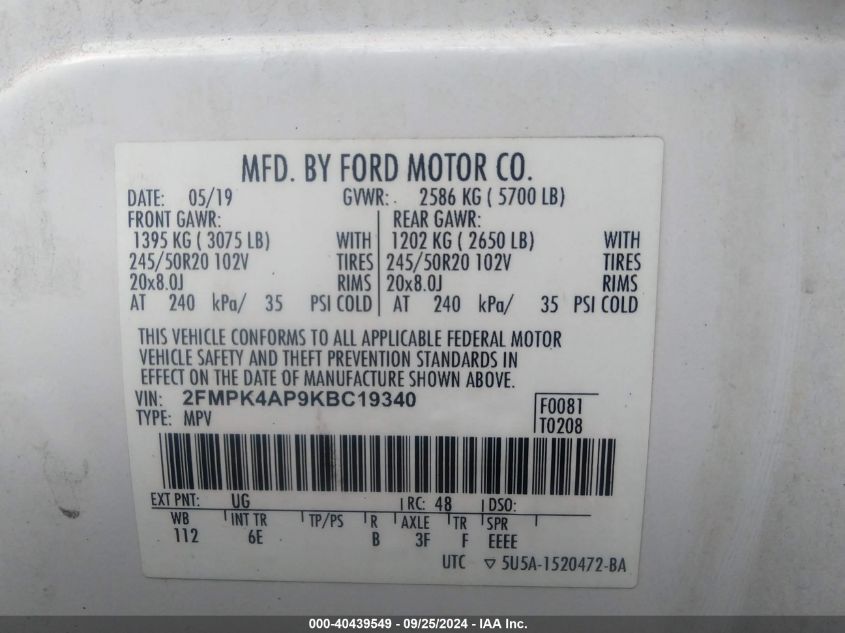 MFD. BY FORD MOTOR CO.
DATE: 05/19 GVWR: 2586 KG ( 5700 LB)
FRONT GAWR: REAR GAWR:
1395 KG ( 3075 LB) WITH 1202 KG ( 2650 LB) WITH
245/50R20 102V TIRES 245/50R20 102V TIRES
20x8.0J RIMS 20x8.0J RIMS
AT 240 kPa/ 35 PSI COLD AT 240 kPa/ 35 PSI COLD
THIS VEHICLE CONFORMS TO ALL APPLICABLE FEDERAL MOTOR
VEHICLE SAFETY AND THEFT PREVENTION STANDARDS IN
EFFECT ON THE DATE OF MANUFACTURE SHOWN ABOVE.
VIN: 2FMPK4AP9KBC19340 F0081
TYPE: MPV T0208
EXT PNT: UG RC: 48 DSO:
WB INT TR TP/PS R AXLE TR SPR
112 6E B 3F F EEEE
UTC ▽ 5U5A-1520472-BA
000-40439549 - 09/25/2024 - IAA Inc.